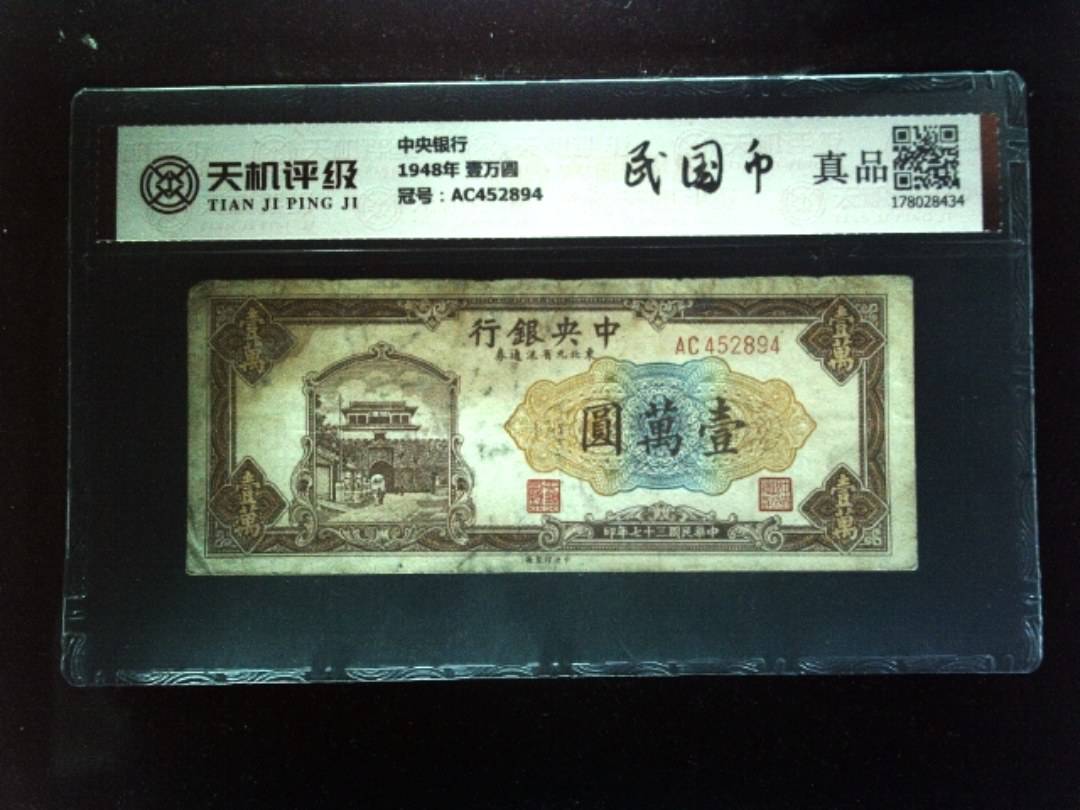 天机评级
TIAN JI PING JI
中央银行
1948年 壹万圆
冠号：AC452894
民国币
真品
178028434
中央銀行
東北九省流通券
AC452894
壹萬圓
壹萬
壹萬
壹萬
壹萬
中華民國三十七年印